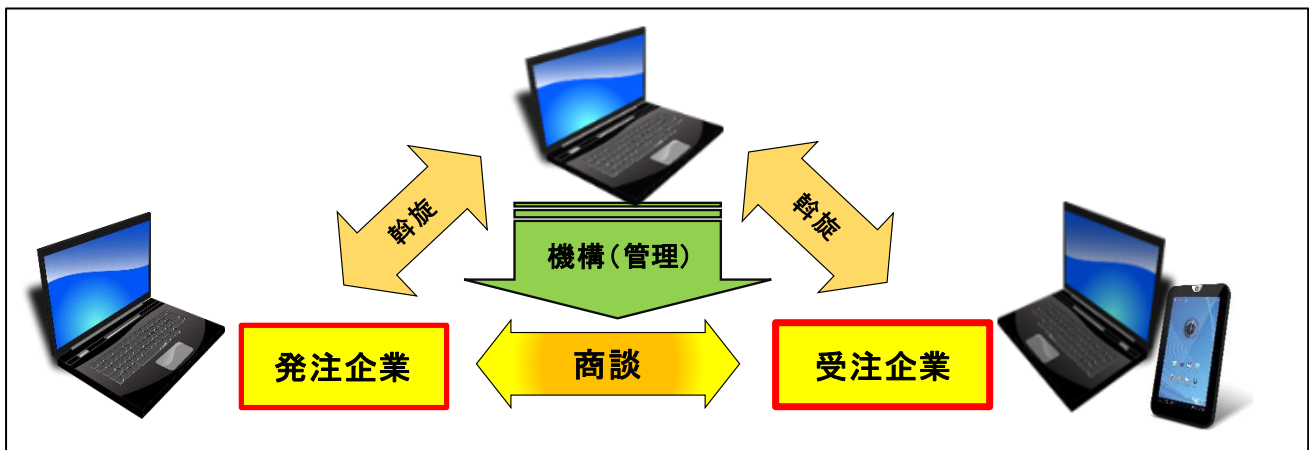 斡旋
斡旋
機構(管理)
発注企業
商談
受注企業